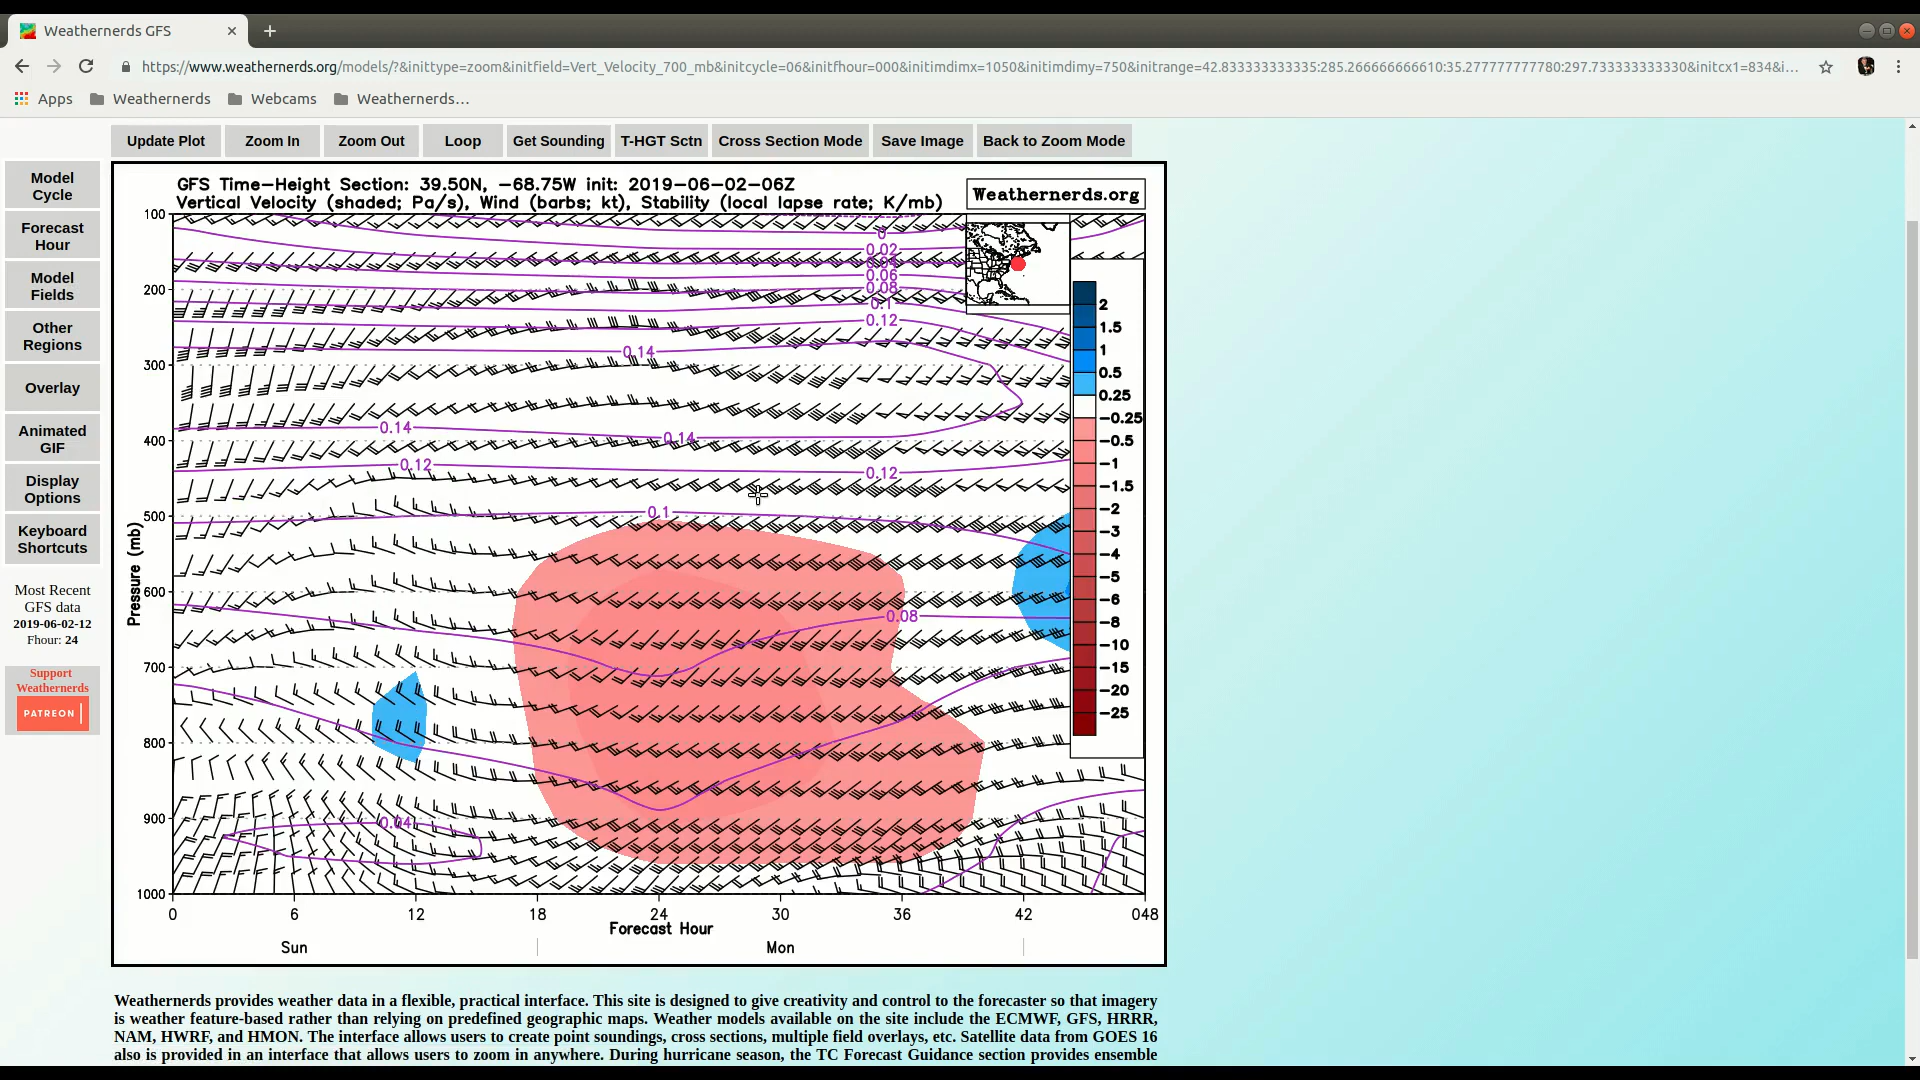 Weathernerds GFS
https://www.weathernerds.org/models/?&inittype=zoom&initfield=Vert_Velocity_700_mb&initcycle=06&initfhour=000&initimdimx=1050&initimdimy=750&initrange=42.833333333335:285.266666666610:35.277777777780:297.733333333330&initcx1=834&i...
Apps Weathernerds Webcams Weathernerds...
Update Plot Zoom In Zoom Out Loop Get Sounding T-HGT Sctn Cross Section Mode Save Image Back to Zoom Mode
Model
Cycle
Forecast
Hour
Model
Fields
Other
Regions
Overlay
Animated
GIF
Display
Options
Keyboard
Shortcuts
Most Recent
GFS data
2019-06-02-12
Fhour: 24
Support
Weathernerds
PATREON
GFS Time-Height Section: 39.50N, -68.75W init: 2019-06-02-06Z
Vertical Velocity (shaded; Pa/s), Wind (barbs; kt), Stability (local lapse rate; K/mb)
Weathernerds.org
100
200
300
400
500
600
700
800
900
1000
Pressure (mb)
0
0.02
0.06
0.08
0.1
0.12
0.14
0.14
0.14
0.12
0.12
0.1
0.08
0.04
2
1.5
1
0.5
0.25
-0.25
-0.5
-1
-1.5
-2
-3
-4
-5
-6
-8
-10
-15
-20
-25
0 6 12 18 24 30 36 42 048
Forecast Hour
Sun Mon
Weathernerds provides weather data in a flexible, practical interface. This site is designed to give creativity and control to the forecaster so that imagery
is weather feature-based rather than relying on predefined geographic maps. Weather models available on the site include the ECMWF, GFS, HRRR,
NAM, HWRF, and HMON. The interface allows users to create point soundings, cross sections, multiple field overlays, etc. Satellite data from GOES 16
also is provided in an interface that allows users to zoom in anywhere. During hurricane season, the TC Forecast Guidance section provides ensemble